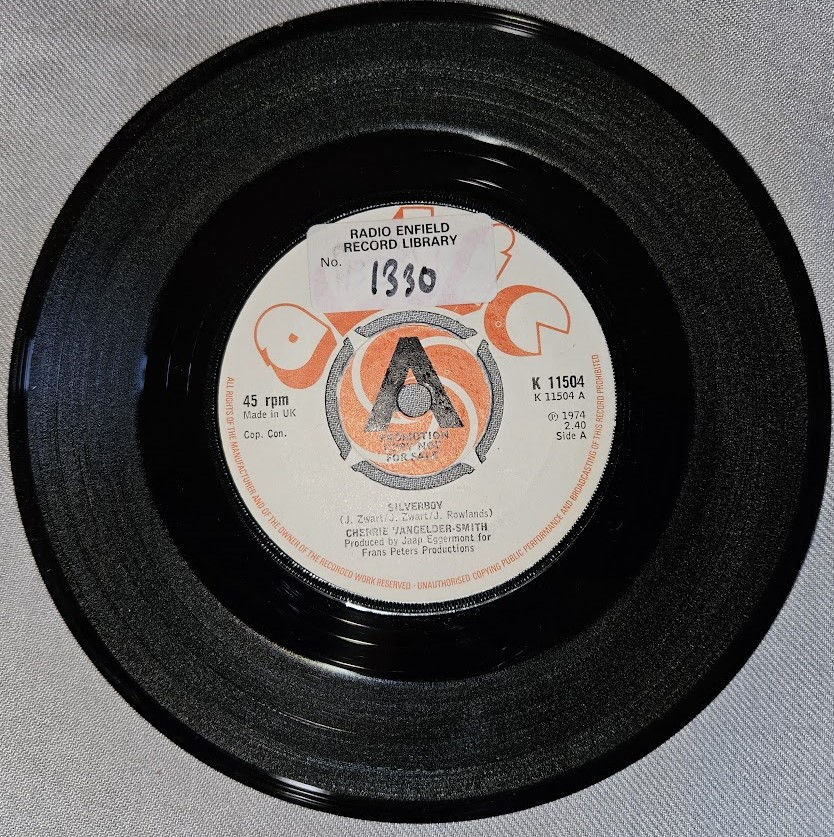 RADIO ENFIELD
RECORD LIBRARY
No. 1330
45 rpm
Made in UK
Cop. Con.
K 11504
K 11504 A
Ⓟ 1974
2.40
Side A
A
PROMOTION
COPY NOT
FOR SALE
SILVERBOY
(J. Zwart/J. Zwart/J. Rowlands)
CHERRIE VANGELDER-SMITH
Produced by Jaap Eggermont for
Frans Peters Productions
ALL RIGHTS OF THE MANUFACTURER AND OF THE OWNER OF THE RECORDED WORK RESERVED · UNAUTHORISED COPYING PUBLIC PERFORMANCE AND BROADCASTING OF THIS RECORD PROHIBITED